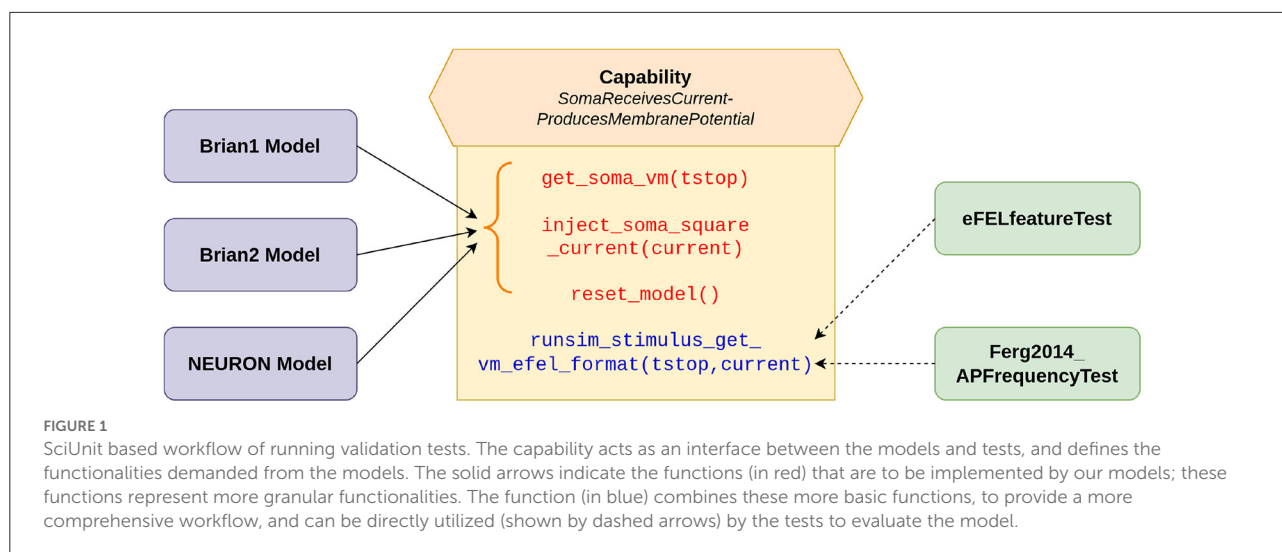 Capability
SomaReceivesCurrent-
ProducesMembranePotential
Brian1 Model
Brian2 Model
NEURON Model
get_soma_vm(tstop)
inject_soma_square
_current(current)
reset_model()
runsim_stimulus_get_
vm_efel_format(tstop,current)
eFELfeatureTest
Ferg2014_
APFrequencyTest
FIGURE 1
SciUnit based workflow of running validation tests. The capability acts as an interface between the models and tests, and defines the
functionalities demanded from the models. The solid arrows indicate the functions (in red) that are to be implemented by our models; these
functions represent more granular functionalities. The function (in blue) combines these more basic functions, to provide a more
comprehensive workflow, and can be directly utilized (shown by dashed arrows) by the tests to evaluate the model.